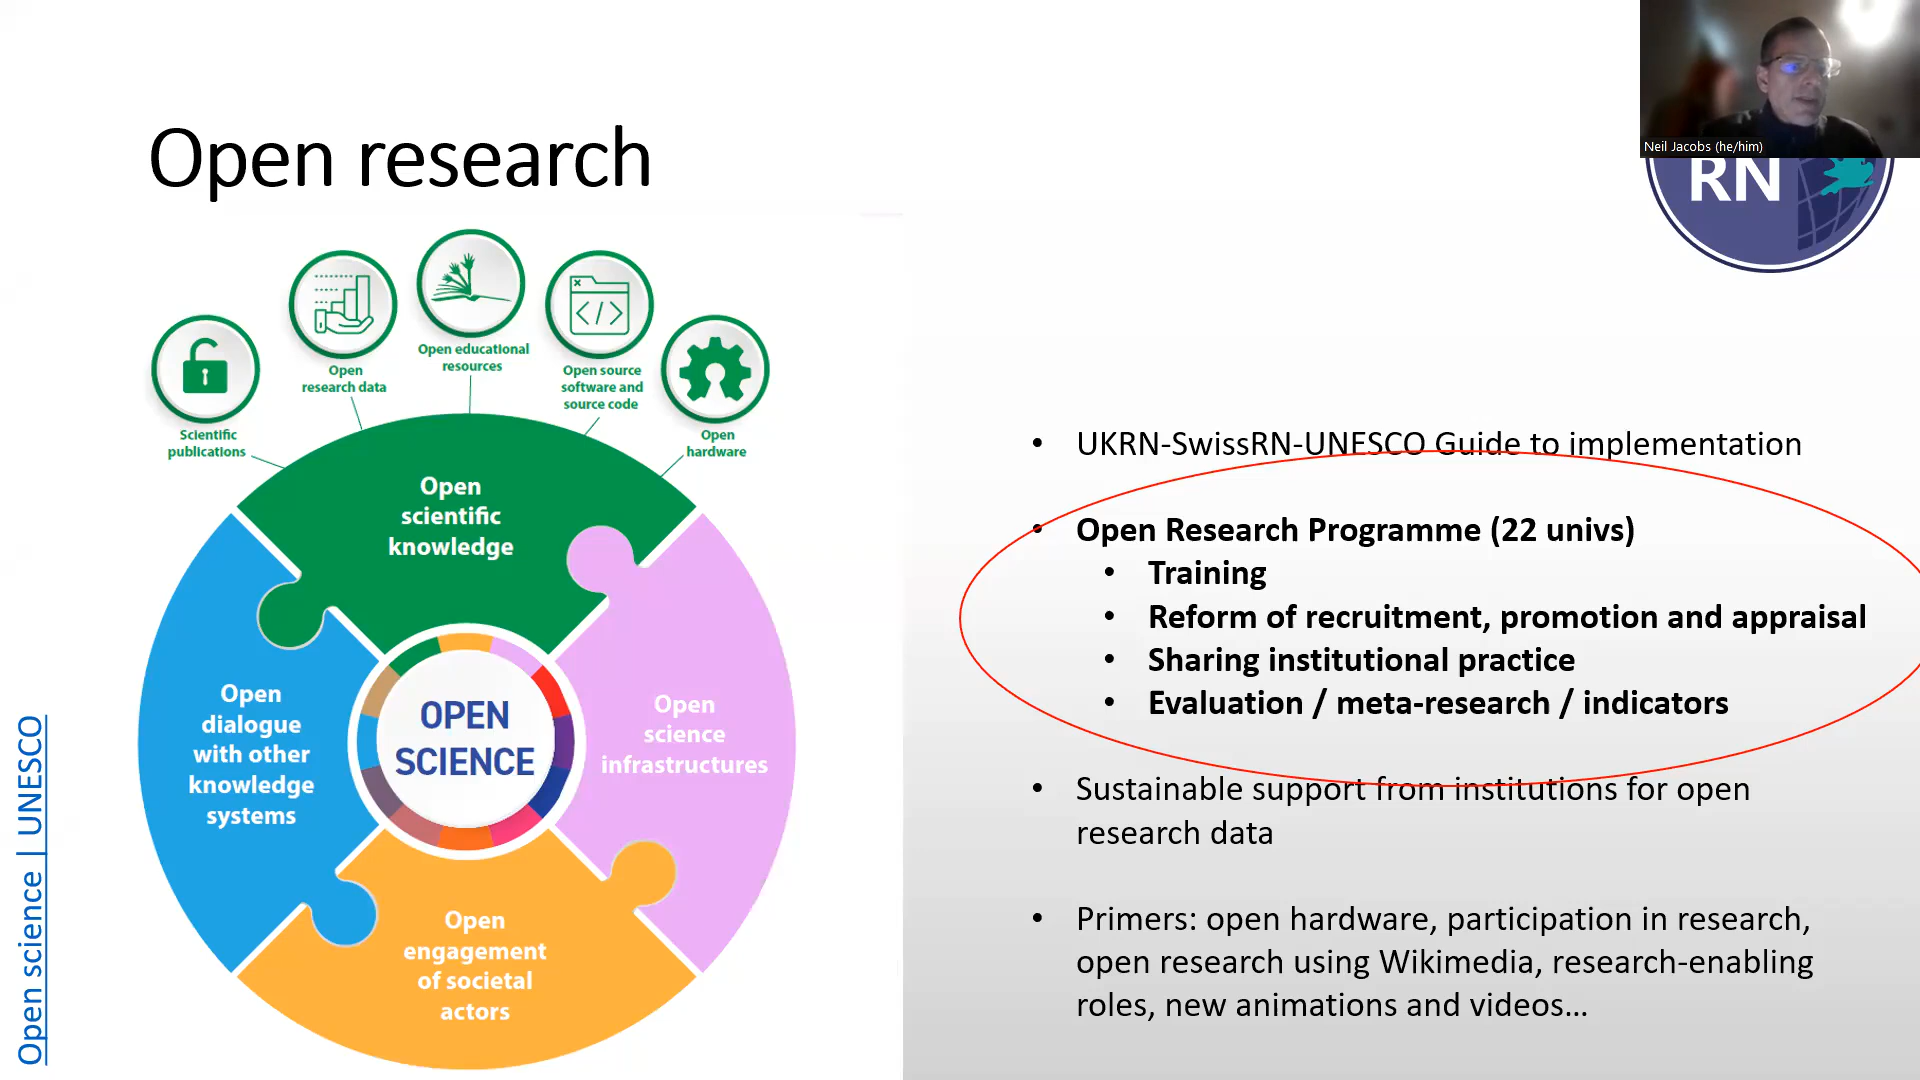 Open research
Neil Jacobs (he/him)
RN
Scientific
publications
Open
research data
Open educational
resources
Open source
software and
source code
Open
hardware
Open
scientific
knowledge
Open
dialogue
with other
knowledge
systems
OPEN
SCIENCE
Open
science
infrastructures
Open
engagement
of societal
actors
Open science | UNESCO
• UKRN-SwissRN-UNESCO Guide to implementation
• Open Research Programme (22 univs)
• Training
• Reform of recruitment, promotion and appraisal
• Sharing institutional practice
• Evaluation / meta-research / indicators
• Sustainable support from institutions for open
research data
• Primers: open hardware, participation in research,
open research using Wikimedia, research-enabling
roles, new animations and videos...